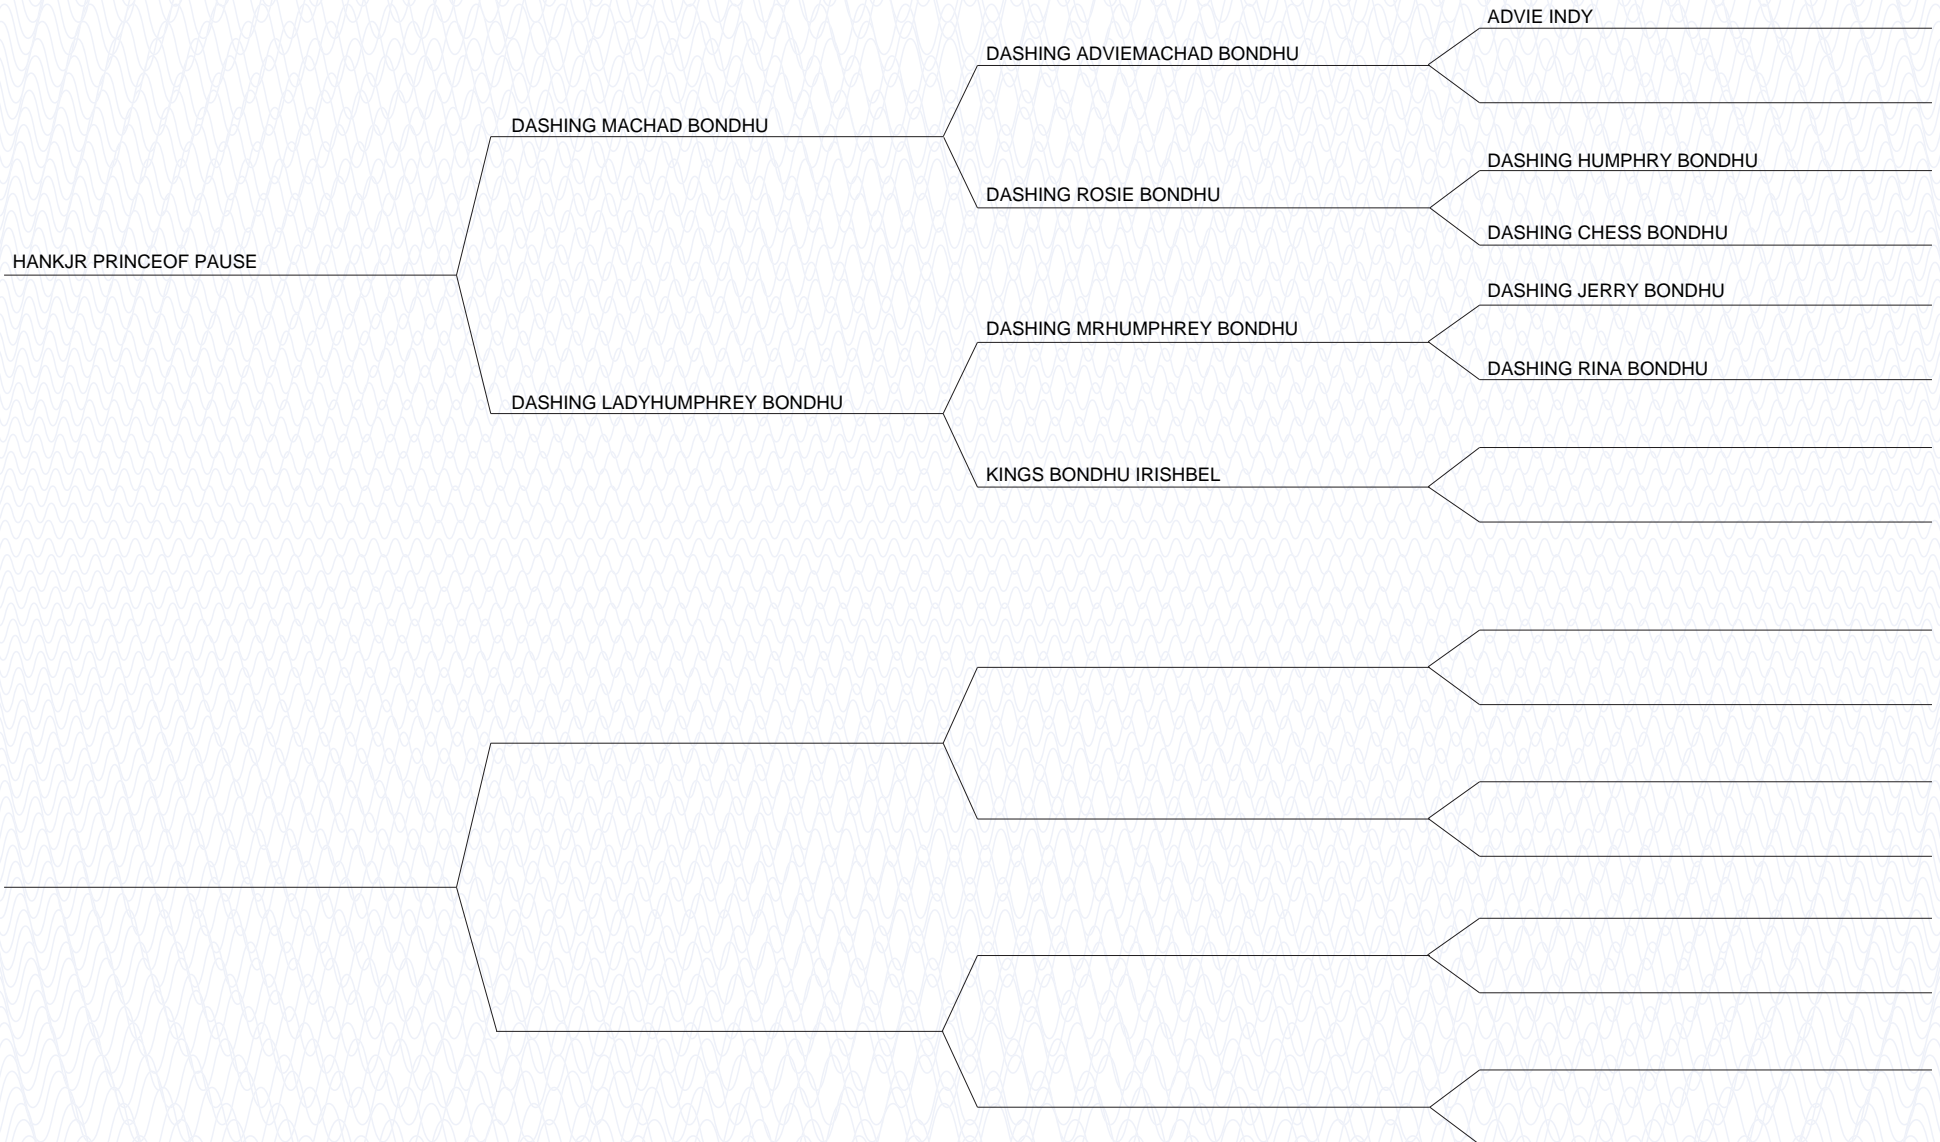 ADVIE INDY
DASHING ADVIEMACHAD BONDHU
DASHING MACHAD BONDHU
DASHING HUMPHRY BONDHU
DASHING ROSIE BONDHU
DASHING CHESS BONDHU
HANKJR PRINCEOF PAUSE
DASHING JERRY BONDHU
DASHING MRHUMPHREY BONDHU
DASHING RINA BONDHU
DASHING LADYHUMPHREY BONDHU
KINGS BONDHU IRISHBEL